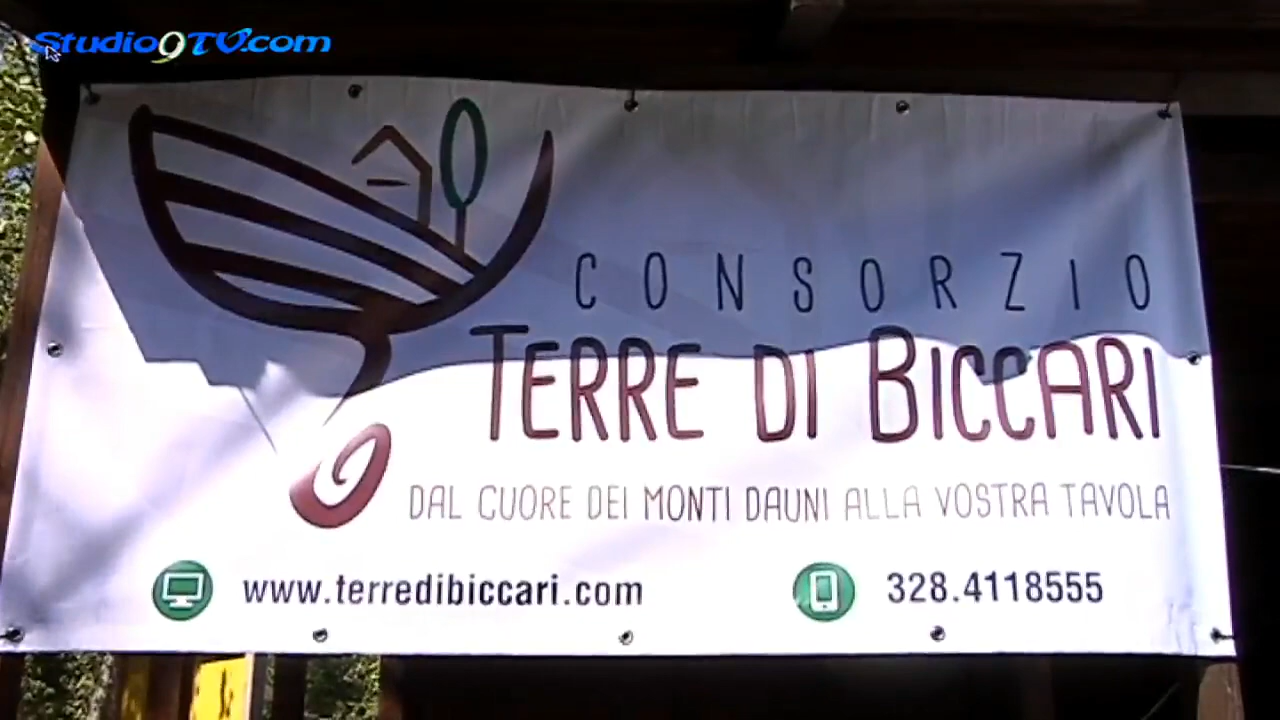 Studio9TV.com
CONSORZIO
TERRE DI BICCARI
DAL CUORE DEI MONTI DAUNI ALLA VOSTRA TAVOLA
www.terredibiccari.com
328.4118555